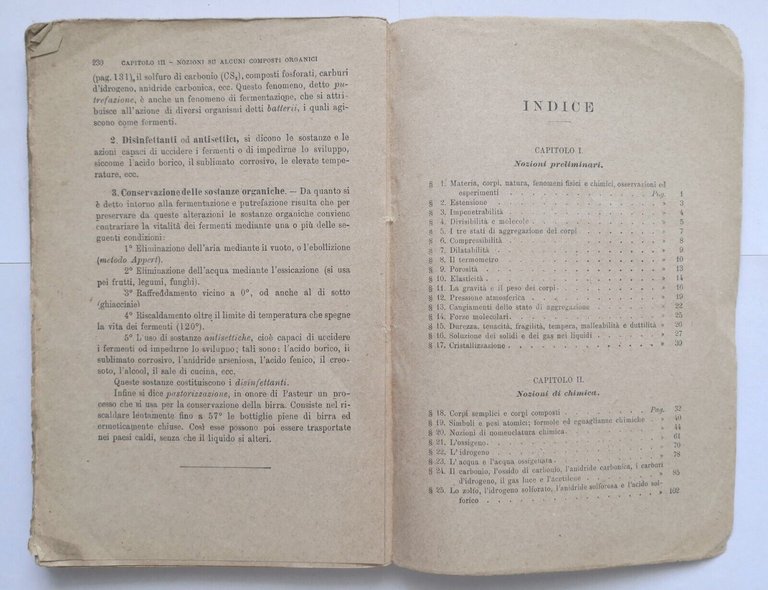 230 CAPITOLO III - NOZIONI SU ALCUNI COMPOSTI ORGANICI
(pag. 131), il solfuro di carbonio (CS₂), composti fosforati, carburi
d'idrogeno, anidride carbonica, ecc. Questo fenomeno, detto pu-
trefazione, è anche un fenomeno di fermentazione, che si attri-
buisce all'azione di diversi organismi detti batterii, i quali agi-
scono come fermenti.
2. Disinfettanti od antisettici, si dicono le sostanze e le
azioni capaci di uccidere i fermenti o di impedirne lo sviluppo,
siccome l'acido borico, il sublimato corrosivo, le elevate tempe-
rature, ecc.
3. Conservazione delle sostanze organiche. — Da quanto si
è detto intorno alla fermentazione e putrefazione risulta che per
preservare da queste alterazioni le sostanze organiche conviene
contrariare la vitalità dei fermenti mediante una o più delle se-
guenti condizioni:
1° Eliminazione dell'aria mediante il vuoto, o l'ebollizione
(metodo Appert).
2° Eliminazione dell'acqua mediante l'essicazione (si usa
pei frutti, legumi, funghi).
3° Raffreddamento vicino a 0°, od anche al di sotto
(ghiacciaie)
4° Riscaldamento oltre il limite di temperatura che spegne
la vita dei fermenti (120°).
5° L'uso di sostanze antisettiche, cioè capaci di uccidere
i fermenti od impedirne lo sviluppo; tali sono: l'acido borico, il
sublimato corrosivo, l'anidride arseniosa, l'acido fenico, il creo-
soto, l'alcool, il sale di cucina, ecc.
Queste sostanze costituiscono i disinfettanti.
Infine si dice pastorizzazione, in onore di Pasteur un pro-
cesso che si usa per la conservazione della birra. Consiste nel ri-
scaldare lentamente fino a 57° le bottiglie piene di birra ed
ermeticamente chiuse. Così esse possono poi essere trasportate
nei paesi caldi, senza che il liquido si alteri.
INDICE
CAPITOLO I.
Nozioni preliminari.
§ 1. Materia, corpi, natura, fenomeni fisici e chimici, osservazioni ed
esperimenti Pag. 1
§ 2. Estensione » 3
§ 3. Impenetrabilità » 4
§ 4. Divisibilità e molecole » 5
§ 5. I tre stati di aggregazione dei corpi » 7
§ 6. Compressibilità » 8
§ 7. Dilatabilità » 9
§ 8. Il termometro » 10
§ 9. Porosità » 13
§ 10. Elasticità » 14
§ 11. La gravità e il peso dei corpi » 16
§ 12. Pressione atmosferica » 19
§ 13. Cangiamenti dello stato di aggregazione » 22
§ 14. Forze molecolari » 25
§ 15. Durezza, tenacità, fragilità, tempera, malleabilità e duttilità » 26
§ 16. Soluzione dei solidi e dei gas nei liquidi » 27
§ 17. Cristallizzazione » 30
CAPITOLO II.
Nozioni di chimica.
§ 18. Corpi semplici e corpi composti Pag. 32
§ 19. Simboli e pesi atomici; formole ed eguaglianze chimiche » 40
§ 20. Nozioni di nomenclatura chimica » 44
§ 21. L'ossigeno » 61
§ 22. L'idrogeno » 70
§ 23. L'acqua e l'acqua ossigenata » 78
§ 24. Il carbonio, l'ossido di carbonio, l'anidride carbonica, i carburi
d'idrogeno, il gas luce e l'acetilene » 85
§ 25. Lo zolfo, l'idrogeno solforato, l'anidride solforosa e l'acido sol-
forico » 102